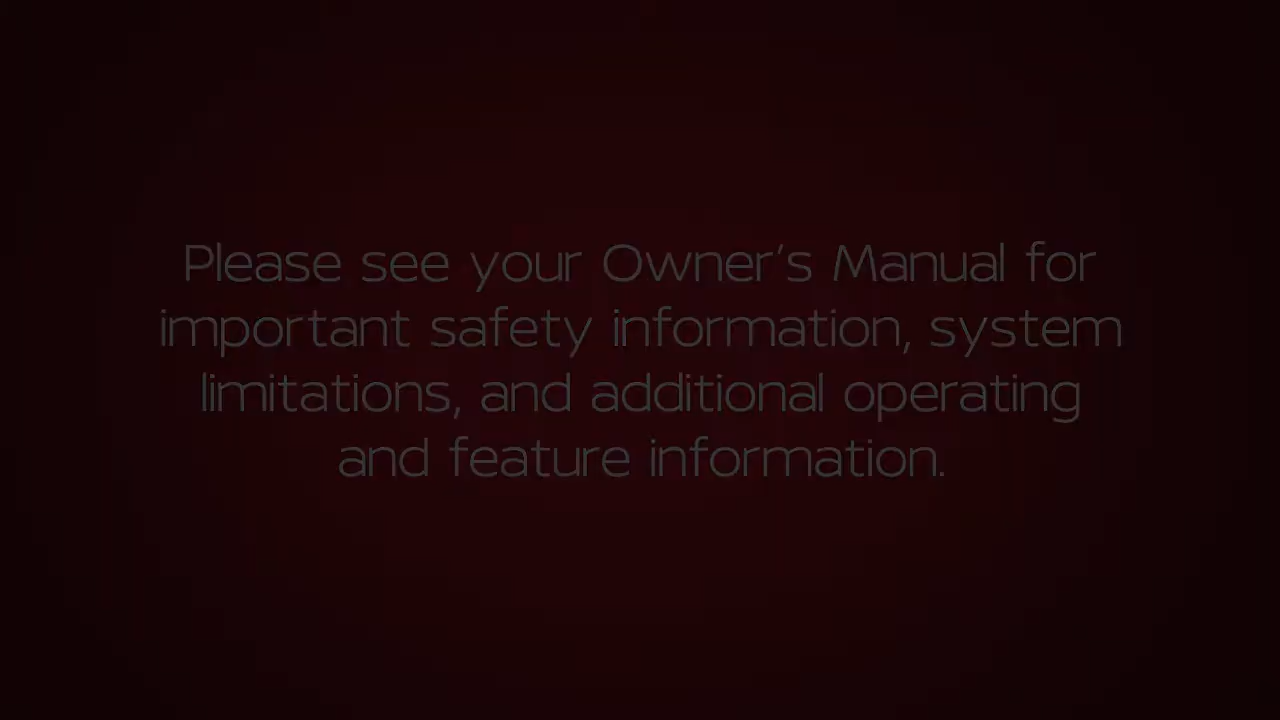 Please see your Owner’s Manual for
important safety information, system
limitations, and additional operating
and feature information.